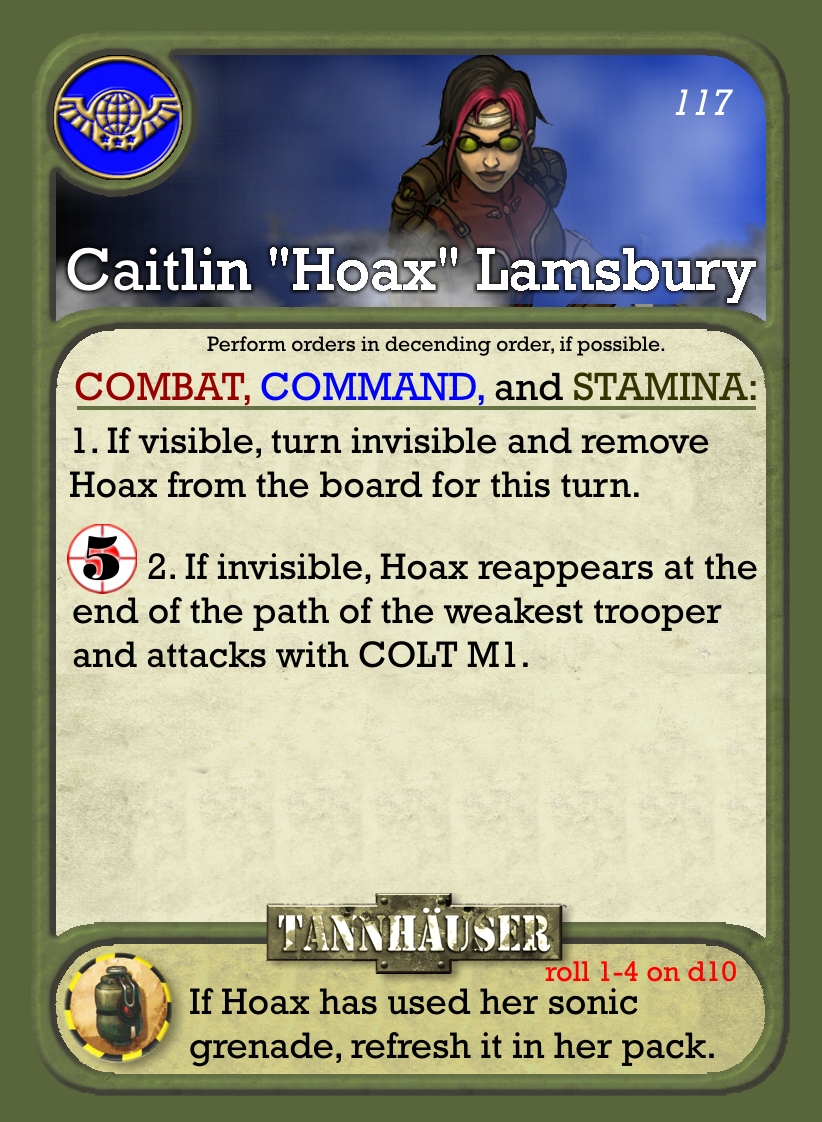 117
Caitlin "Hoax" Lamsbury
Perform orders in decending order, if possible.
COMBAT, COMMAND, and STAMINA:
1. If visible, turn invisible and remove
Hoax from the board for this turn.
5 2. If invisible, Hoax reappears at the
end of the path of the weakest trooper
and attacks with COLT M1.
TANNHÄUSER
roll 1-4 on d10
If Hoax has used her sonic
grenade, refresh it in her pack.